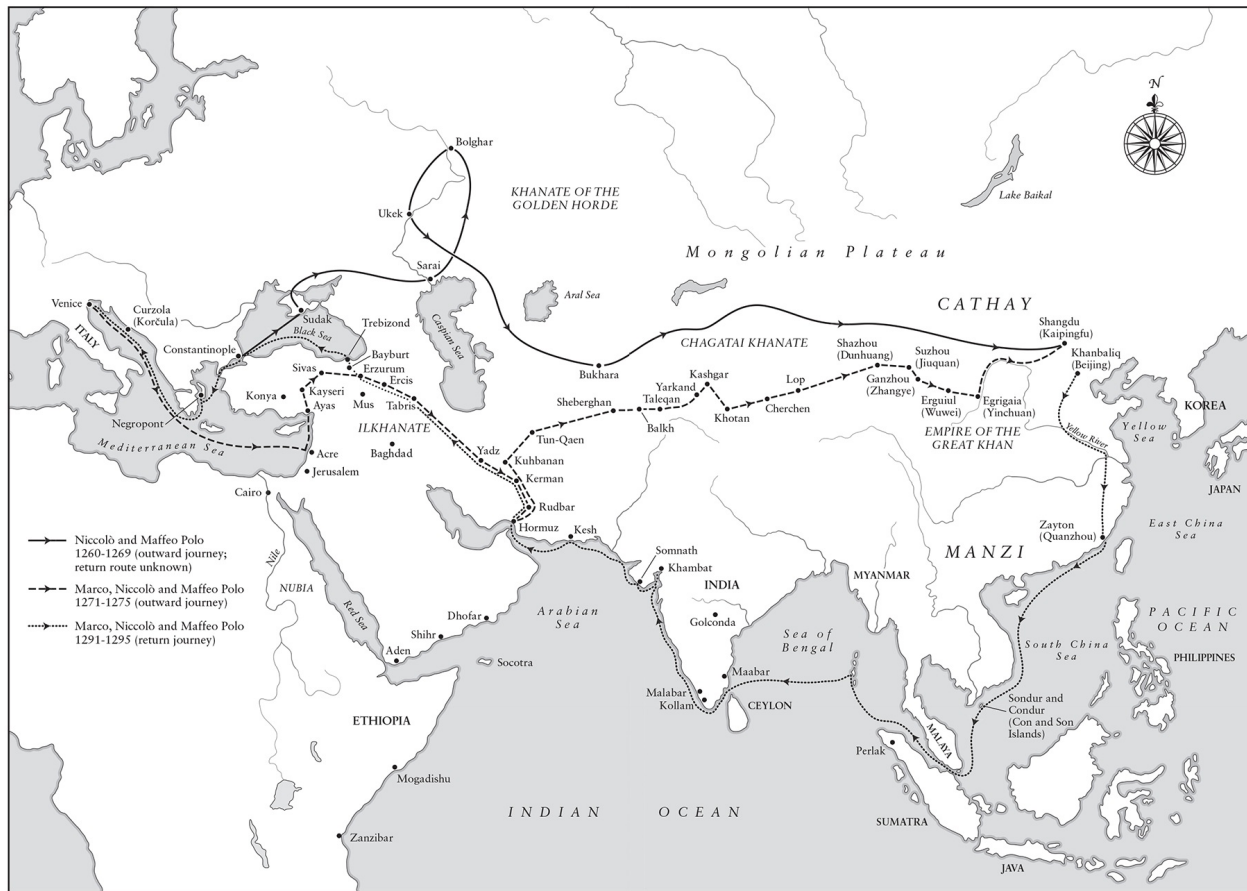 N
Bolghar
KHANATE OF THE
GOLDEN HORDE
Lake Baikal
Ukek
Mongolian Plateau
Sarai
Aral Sea
Venice
Curzola
(Korčula)
CATHAY
Sudak
Caspian Sea
ITALY
Black Sea
Trebizond
Shangdu
(Kaipingfu)
CHAGATAI KHANATE
Shazhou
(Dunhuang)
Suzhou
(Jiuquan)
Constantinople
Bayburt
Khanbaliq
(Beijing)
Sivas
Erzurum
Bukhara
Kashgar
Ercis
Yarkand
Lop
Ganzhou
(Zhangye)
Kayseri
Konya
Taleqan
Sheberghan
Ayas
Mus
Tabris
Cherchen
Erguiul
(Wuwei)
Egrigaia
(Yinchuan)
KOREA
Negropont
ILKHANATE
Khotan
Balkh
Yellow
Sea
Mediterranean Sea
Tun-Qaen
EMPIRE OF THE
GREAT KHAN
Yellow River
Acre
Baghdad
Yadz
Kuhbanan
Jerusalem
Kerman
JAPAN
Cairo
Rudbar
Hormuz
Kesh
Zayton
(Quanzhou)
East China
Sea
Niccolò and Maffeo Polo
1260-1269 (outward journey;
return route unknown)
Nile
Somnath
MANZI
Khambat
INDIA
MYANMAR
Marco, Niccolò and Maffeo Polo
1271-1275 (outward journey)
NUBIA
Red Sea
Dhofar
Arabian
Sea
Golconda
PACIFIC
OCEAN
Marco, Niccolò and Maffeo Polo
1291-1295 (return journey)
Shihr
Sea of
Bengal
South China
Sea
Aden
PHILIPPINES
Socotra
Maabar
Malabar
Kollam
CEYLON
Sondur and
Condur
(Con and Son
Islands)
ETHIOPIA
MALAYA
Perlak
Mogadishu
INDIAN OCEAN
SUMATRA
Zanzibar
JAVA